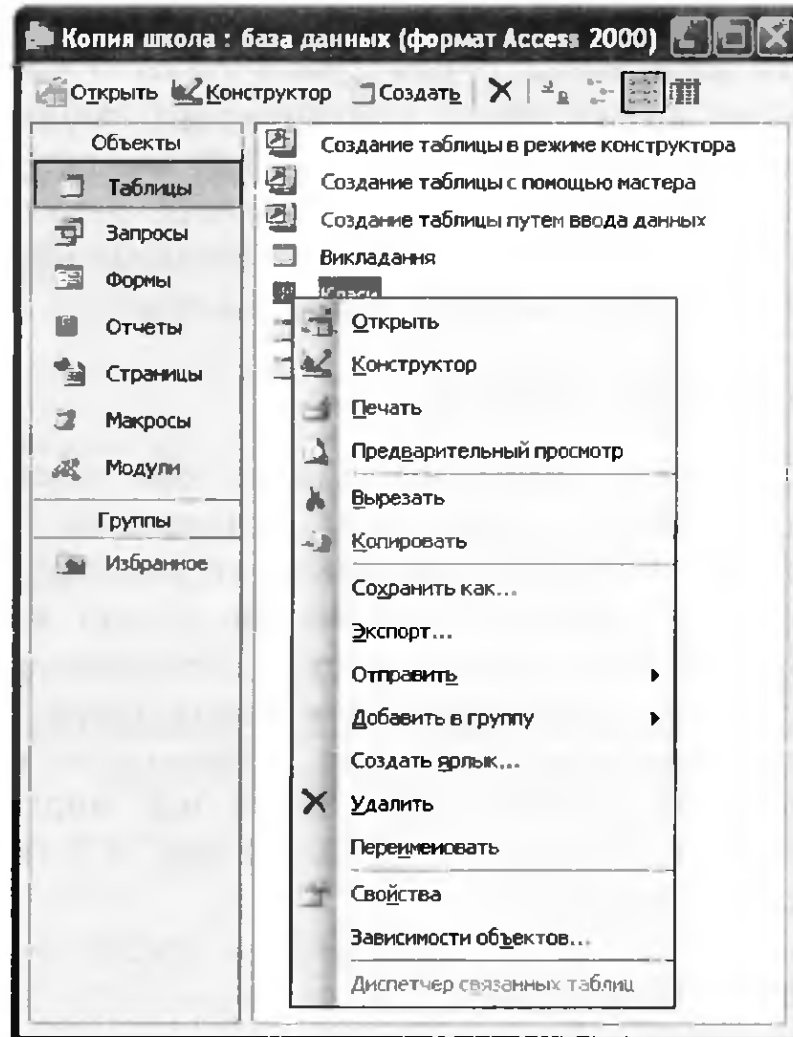 Копия школа : база данных (формат Access 2000)
Открыть Конструктор Создать
Объекты
Таблицы
Запросы
Формы
Отчеты
Страницы
Макросы
Модули
Группы
Избранное
Создание таблицы в режиме конструктора
Создание таблицы с помощью мастера
Создание таблицы путем ввода данных
Викладання
Класи
Открыть
Конструктор
Печать
Предварительный просмотр
Вырезать
Копировать
Сохранить как...
Экспорт...
Отправить
Добавить в группу
Создать ярлык...
Удалить
Переименовать
Свойства
Зависимости объектов...
Диспетчер связанных таблиц